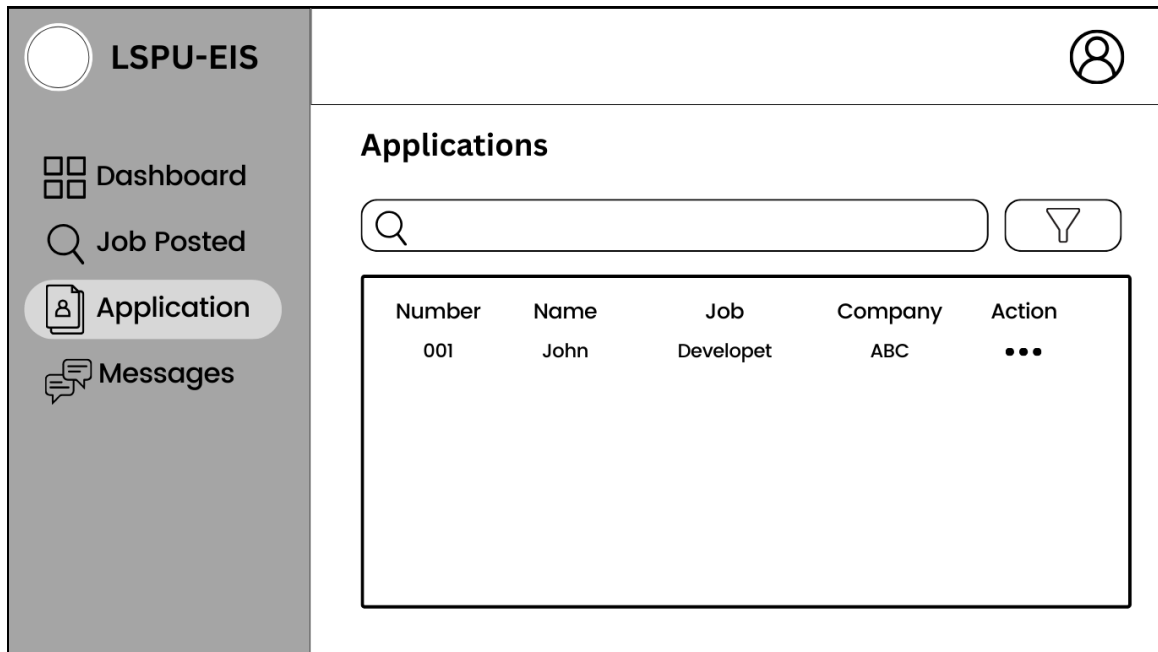 LSPU-EIS
Dashboard
Job Posted
Application
Messages
Applications
Number Name Job Company Action
001 John Developet ABC